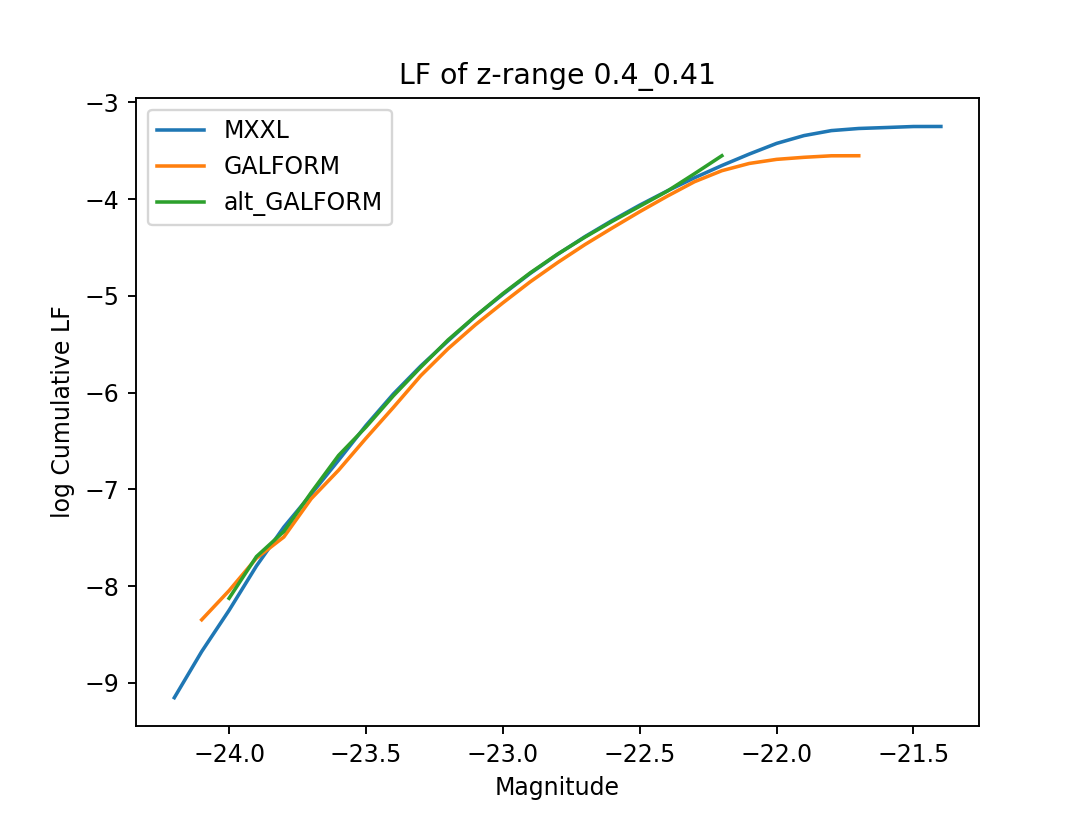 LF of z-range 0.4_0.41
MXXL
GALFORM
alt_GALFORM
log Cumulative LF
−3
−4
−5
−6
−7
−8
−9
−24.0 −23.5 −23.0 −22.5 −22.0 −21.5
Magnitude